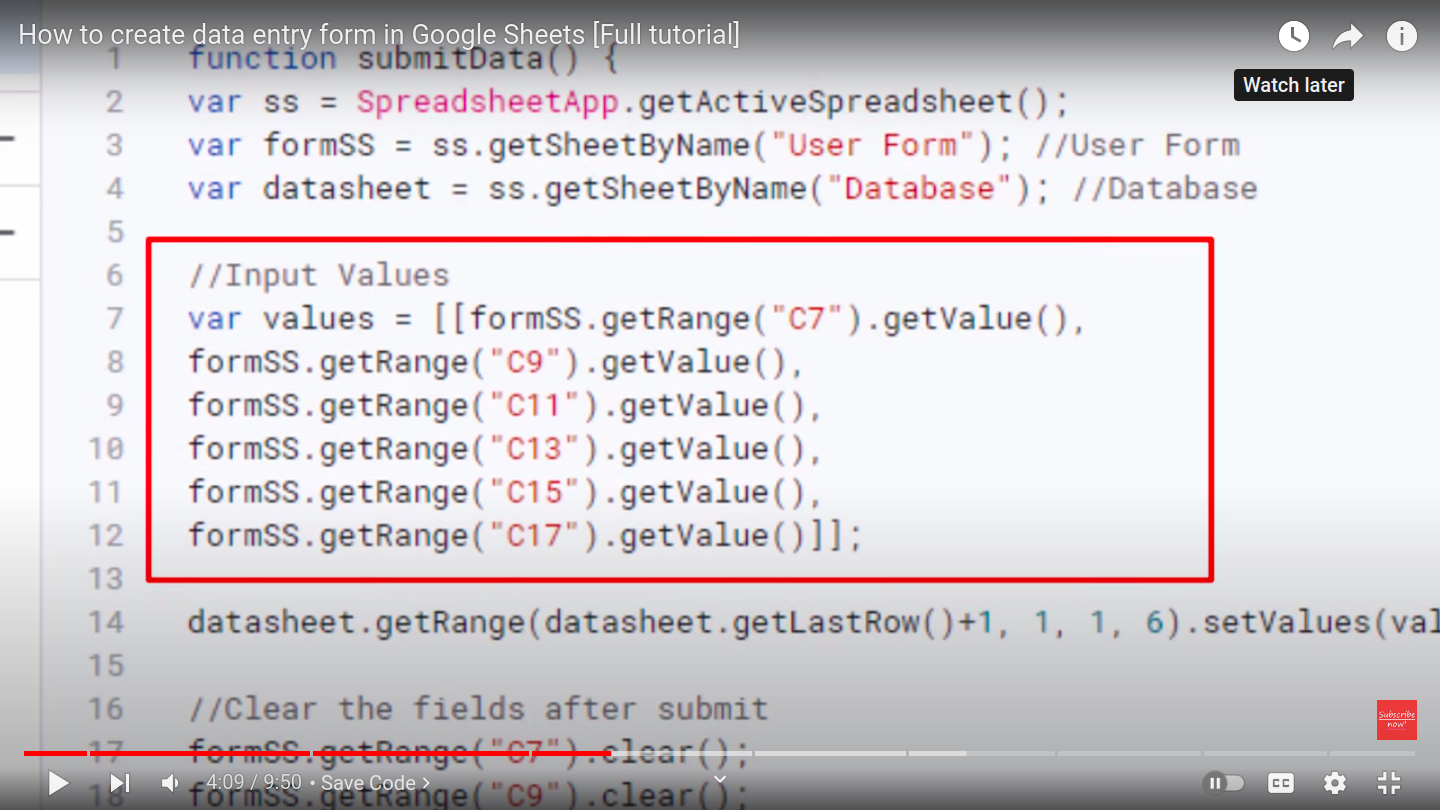 How to create data entry form in Google Sheets [Full tutorial]
Watch later
1 function submitData() {
2 var ss = SpreadsheetApp.getActiveSpreadsheet();
3 var formSS = ss.getSheetByName("User Form"); //User Form
4 var datasheet = ss.getSheetByName("Database"); //Database
5
6 //Input Values
7 var values = [[formSS.getRange("C7").getValue(),
8 formSS.getRange("C9").getValue(),
9 formSS.getRange("C11").getValue(),
10 formSS.getRange("C13").getValue(),
11 formSS.getRange("C15").getValue(),
12 formSS.getRange("C17").getValue()]];
13
14 datasheet.getRange(datasheet.getLastRow()+1, 1, 1, 6).setValues(val
15
16 //Clear the fields after submit
17 formSS.getRange("C7").clear();
18 formSS.getRange("C9").clear();
Subscribe now!
4:09 / 9:50 • Save Code
CC